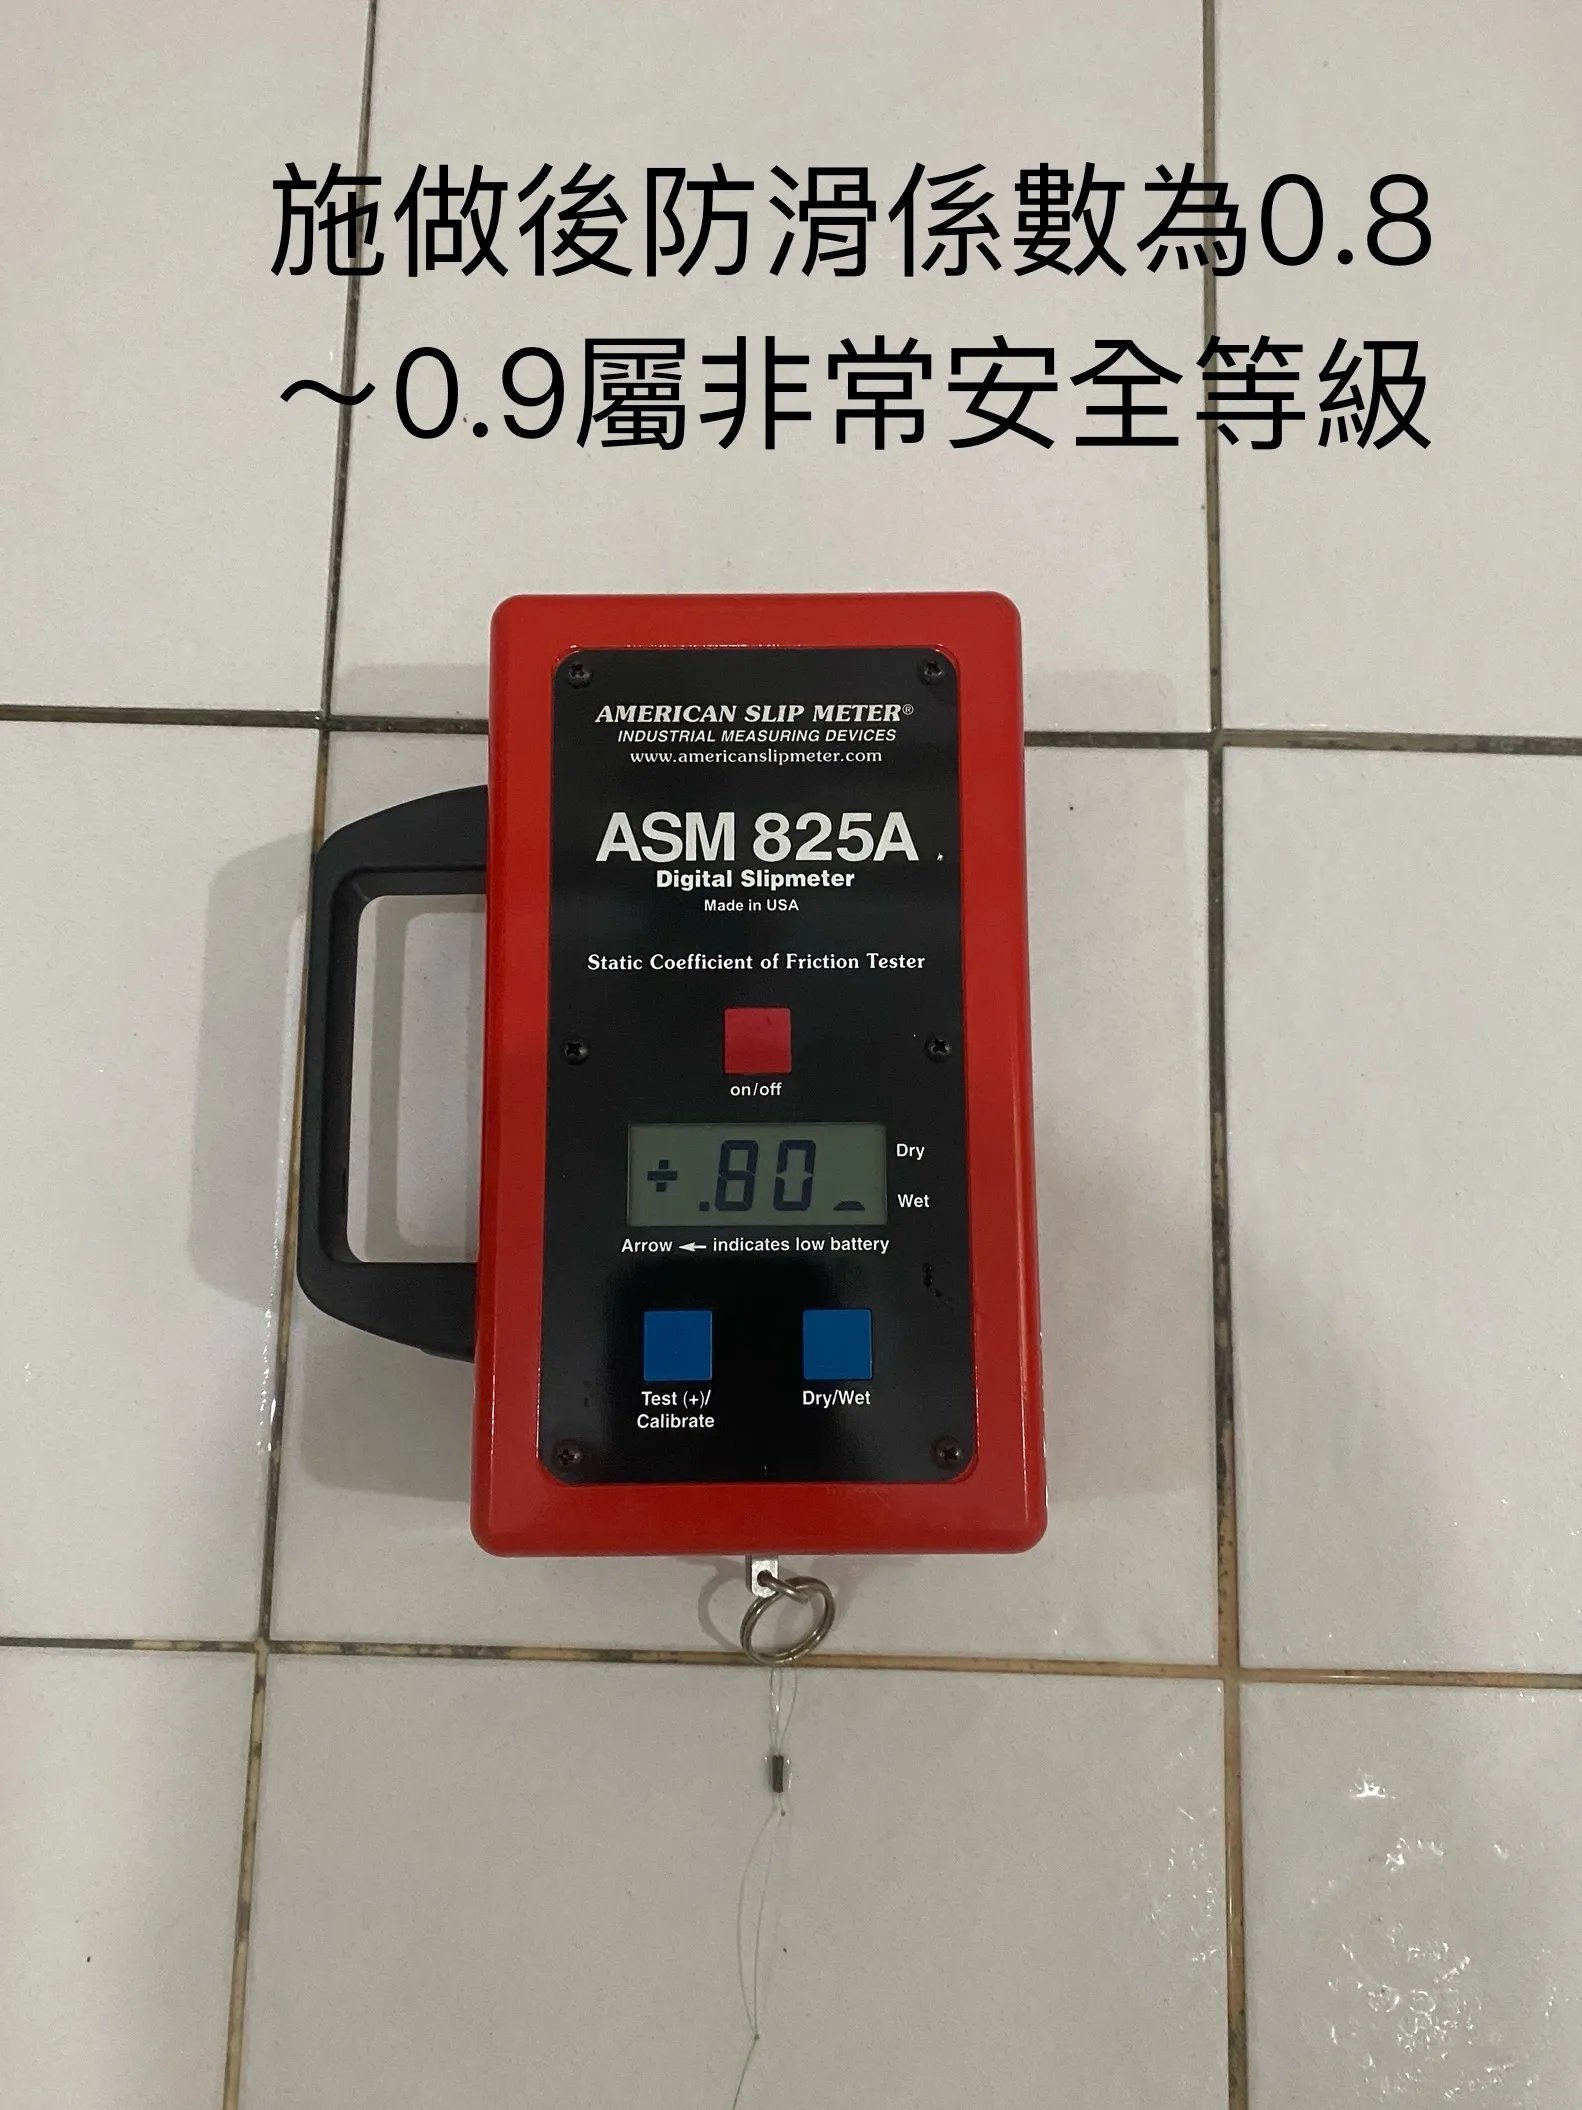 施做後防滑係數為0.8
～0.9屬非常安全等級
AMERICAN SLIP METER®
INDUSTRIAL MEASURING DEVICES
www.americanslipmeter.com
ASM 825A
Digital Slipmeter
Made in USA
Static Coefficient of Friction Tester
on/off
+ .80
Dry
Wet
Arrow ← indicates low battery
Test (+)/
Calibrate
Dry/Wet